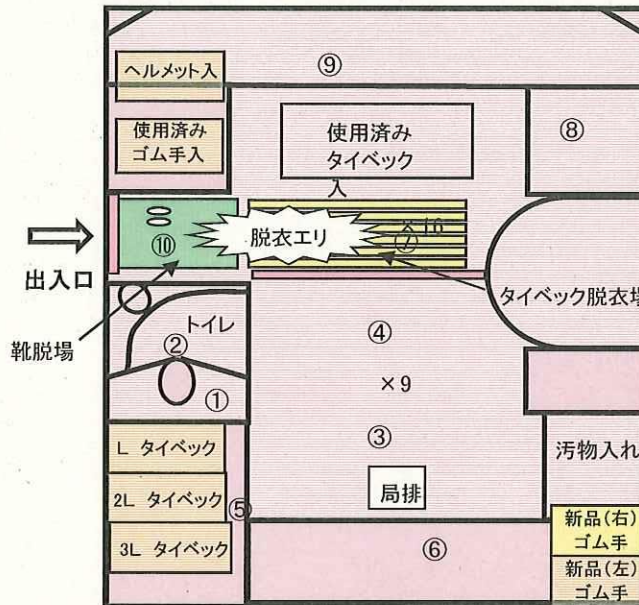 ⑨
ヘルメット入
使用済み
ゴム手入
使用済み
タイベック
入
⑧
出入口
⑩
脱衣エリ
×16
⑦
靴脱場
タイベック脱衣場
トイレ
②
①
④
×9
③
局排
L タイベック
2L タイベック
3L タイベック
⑤
⑥
汚物入れ
新品(右)
ゴム手
新品(左)
ゴム手